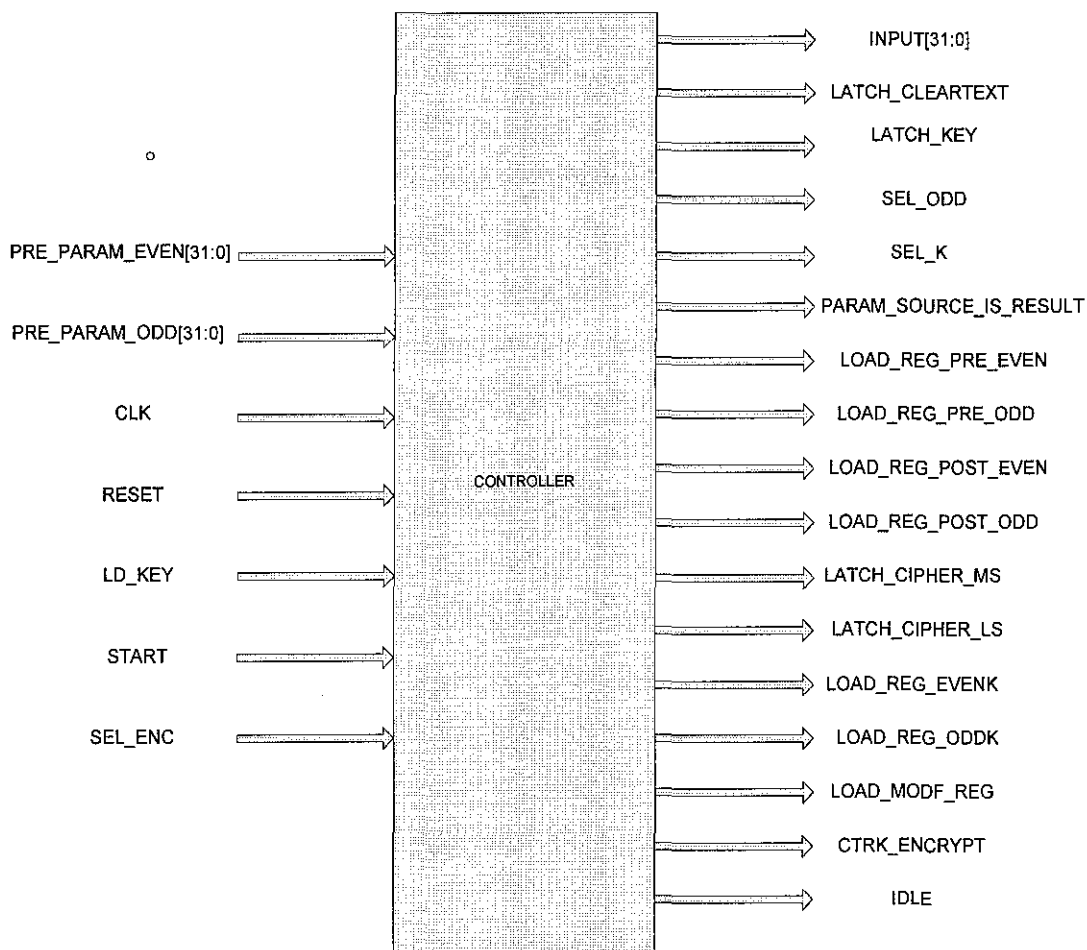 PRE_PARAM_EVEN[31:0]
PRE_PARAM_ODD[31:0]
CLK
RESET
LD_KEY
START
SEL_ENC
CONTROLLER
INPUT[31:0]
LATCH_CLEARTEXT
LATCH_KEY
SEL_ODD
SEL_K
PARAM_SOURCE_IS_RESULT
LOAD_REG_PRE_EVEN
LOAD_REG_PRE_ODD
LOAD_REG_POST_EVEN
LOAD_REG_POST_ODD
LATCH_CIPHER_MS
LATCH_CIPHER_LS
LOAD_REG_EVENK
LOAD_REG_ODDK
LOAD_MODF_REG
CTRK_ENCRYPT
IDLE